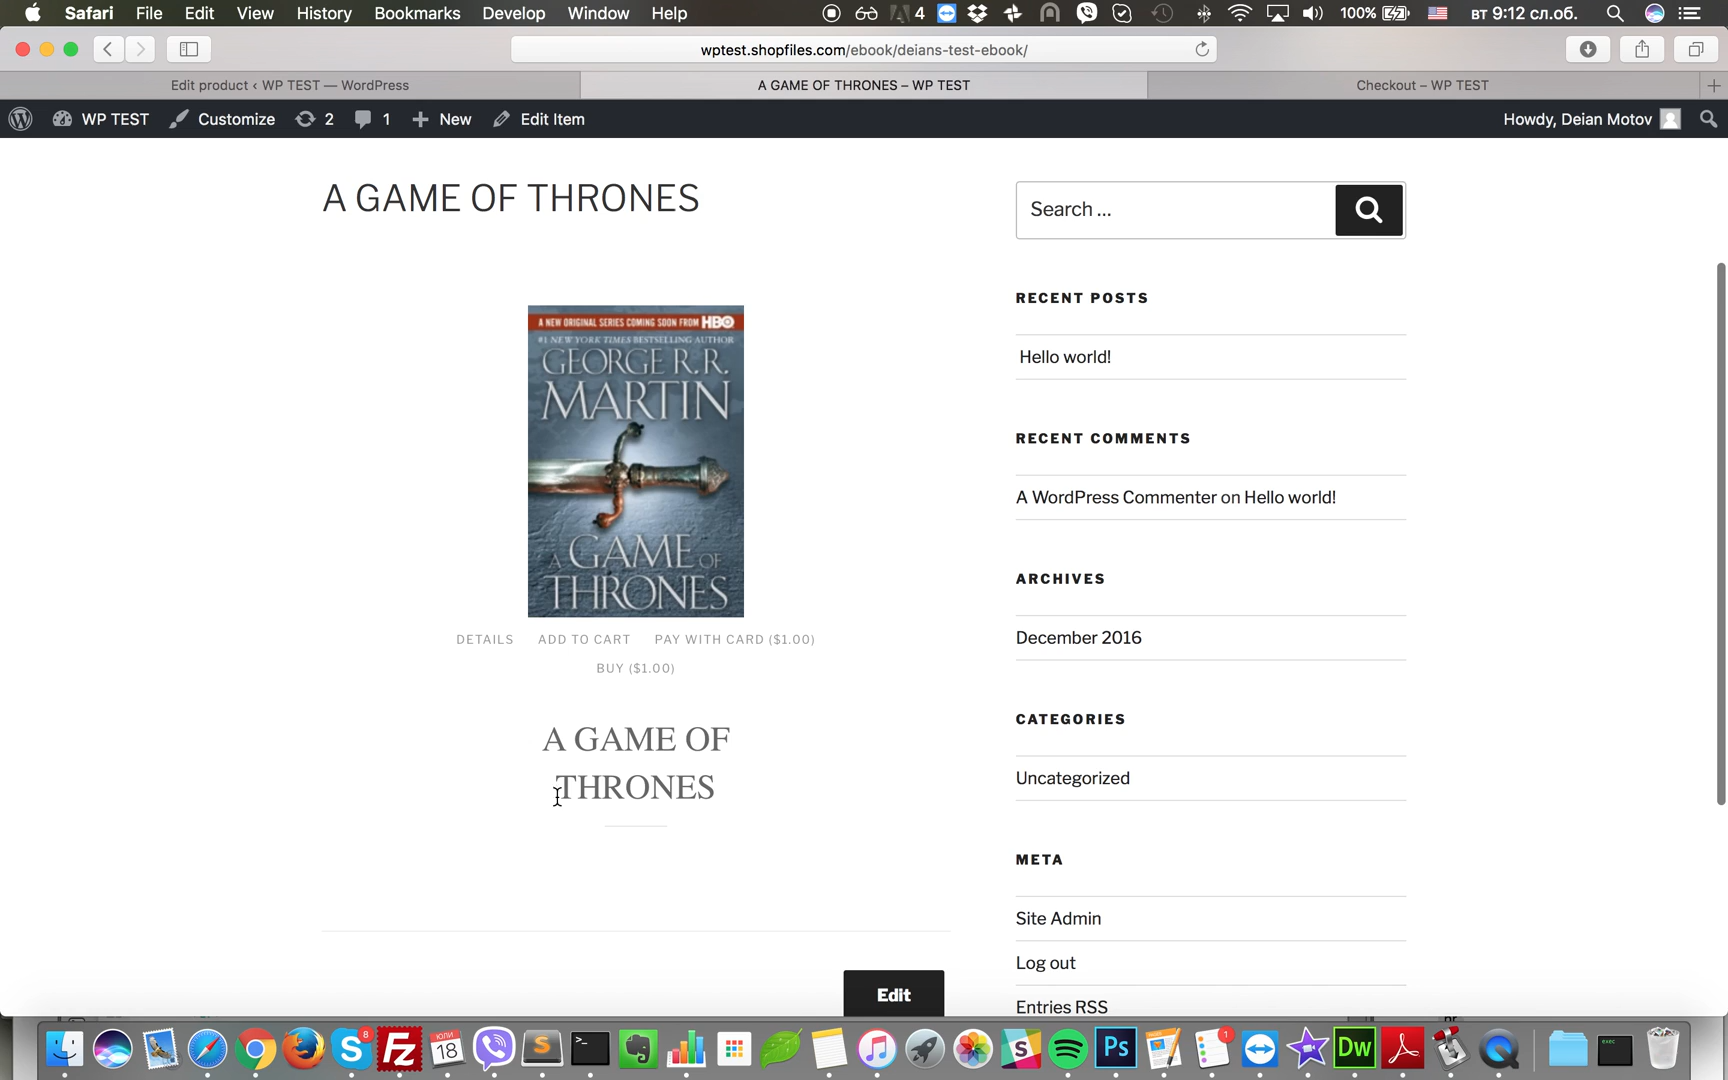 Safari File Edit View History Bookmarks Develop Window Help 4 100% вт 9:12 сл.об.
wptest.shopfiles.com/ebook/deians-test-ebook/
Edit product ‹ WP TEST — WordPress
A GAME OF THRONES – WP TEST
Checkout – WP TEST
WP TEST Customize 2 1 New Edit Item Howdy, Deian Motov
A GAME OF THRONES
A NEW ORIGINAL SERIES COMING SOON FROM HBO
#1 NEW YORK TIMES BESTSELLING AUTHOR
GEORGE R.R.
MARTIN
A GAME OF
THRONES
DETAILS ADD TO CART PAY WITH CARD ($1.00)
BUY ($1.00)
A GAME OF
THRONES
Edit
Search ...
RECENT POSTS
Hello world!
RECENT COMMENTS
A WordPress Commenter on Hello world!
ARCHIVES
December 2016
CATEGORIES
Uncategorized
META
Site Admin
Log out
Entries RSS
8
Fz
ЮЛИ
18
S
S
Ps
1
Dw
exec